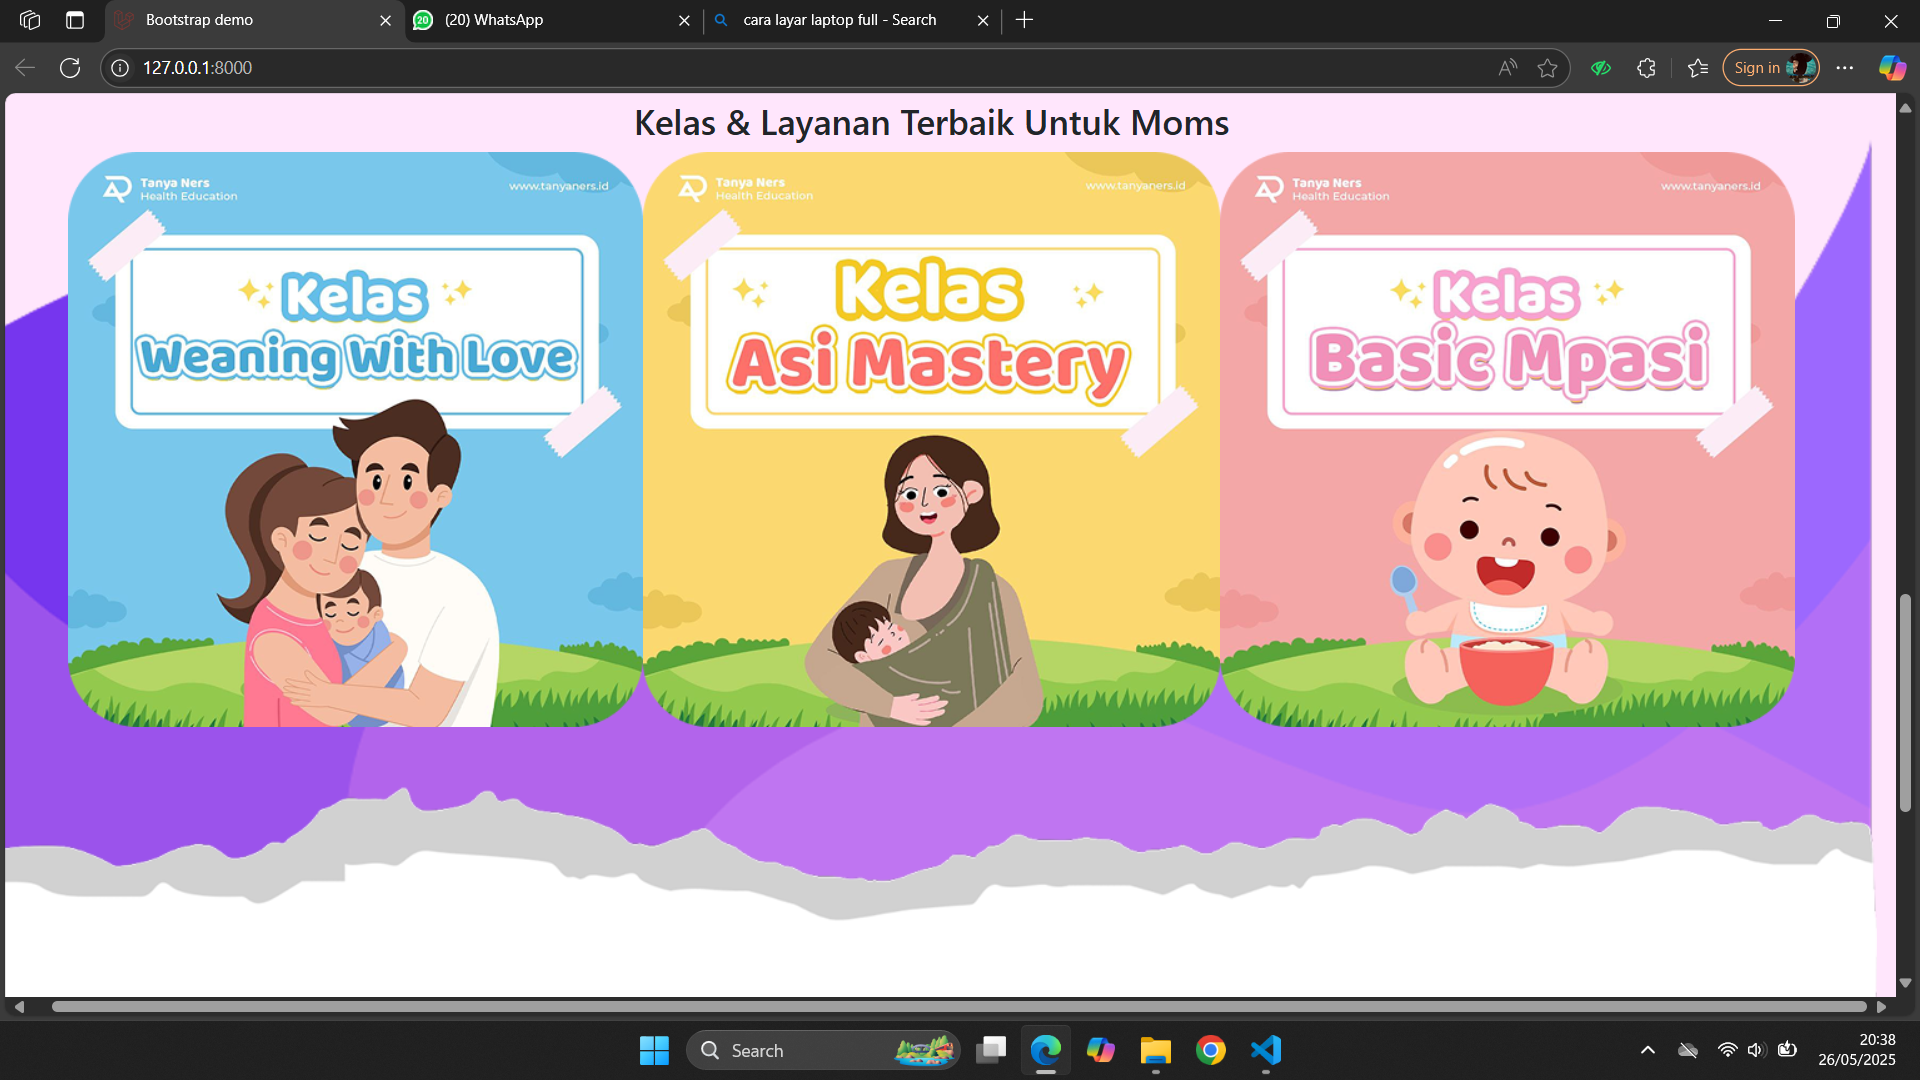 Bootstrap demo
(20) WhatsApp
cara layar laptop full - Search
127.0.0.1:8000
Sign in
Kelas & Layanan Terbaik Untuk Moms
Tanya Ners
Health Education
www.tanyaners.id
Kelas
Weaning With Love
Tanya Ners
Health Education
www.tanyaners.id
Kelas
Asi Mastery
Tanya Ners
Health Education
www.tanyaners.id
Kelas
Basic Mpasi
Search
20:38
26/05/2025